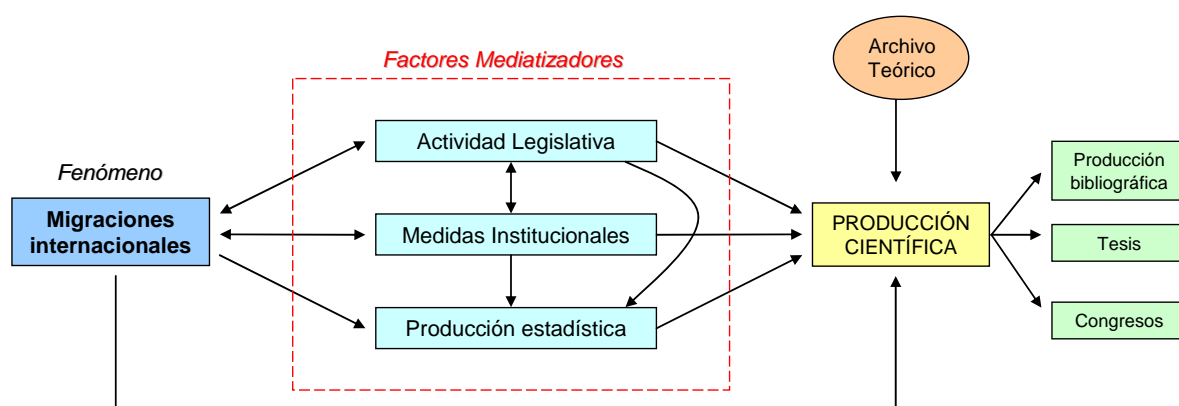 Factores Mediatizadores
Archivo
Teórico
Actividad Legislativa
Fenómeno
Migraciones
internacionales
Medidas Institucionales
Producción estadística
PRODUCCIÓN
CIENTÍFICA
Producción
bibliográfica
Tesis
Congresos